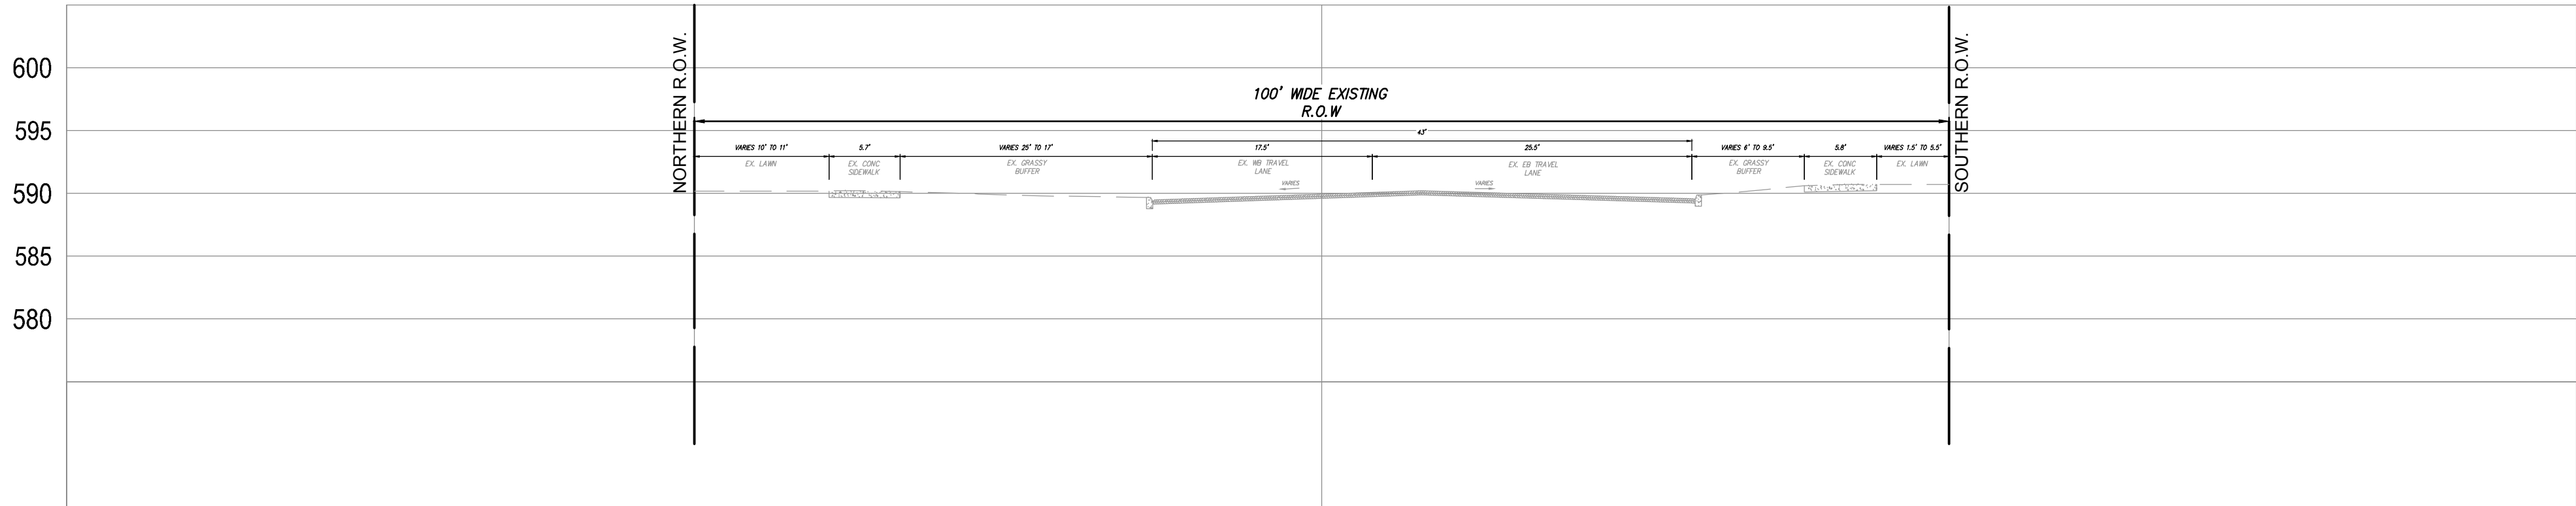 600
595
590
585
580
NORTHERN R.O.W.
100' WIDE EXISTING
R.O.W
SOUTHERN R.O.W.
43'
VARIES 10' TO 11'
5.7'
VARIES 25' TO 17'
17.5'
25.5'
VARIES 6' TO 9.5'
5.8'
VARIES 1.5' TO 5.5'
EX. LAWN
EX. CONC
SIDEWALK
EX. GRASSY
BUFFER
EX. WB TRAVEL
LANE
EX. EB TRAVEL
LANE
EX. GRASSY
BUFFER
EX. CONC
SIDEWALK
EX. LAWN
VARIES
VARIES